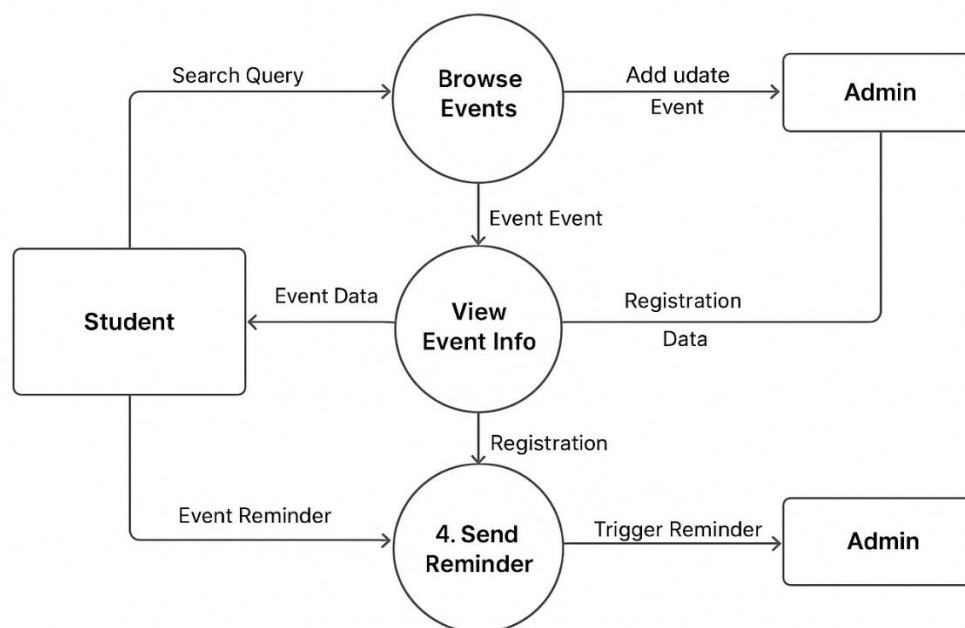 Search Query
Browse
Events
Add udate
Event
Admin
Event Event
Student
Event Data
View
Event Info
Registration
Data
Registration
Event Reminder
4. Send
Reminder
Trigger Reminder
Admin